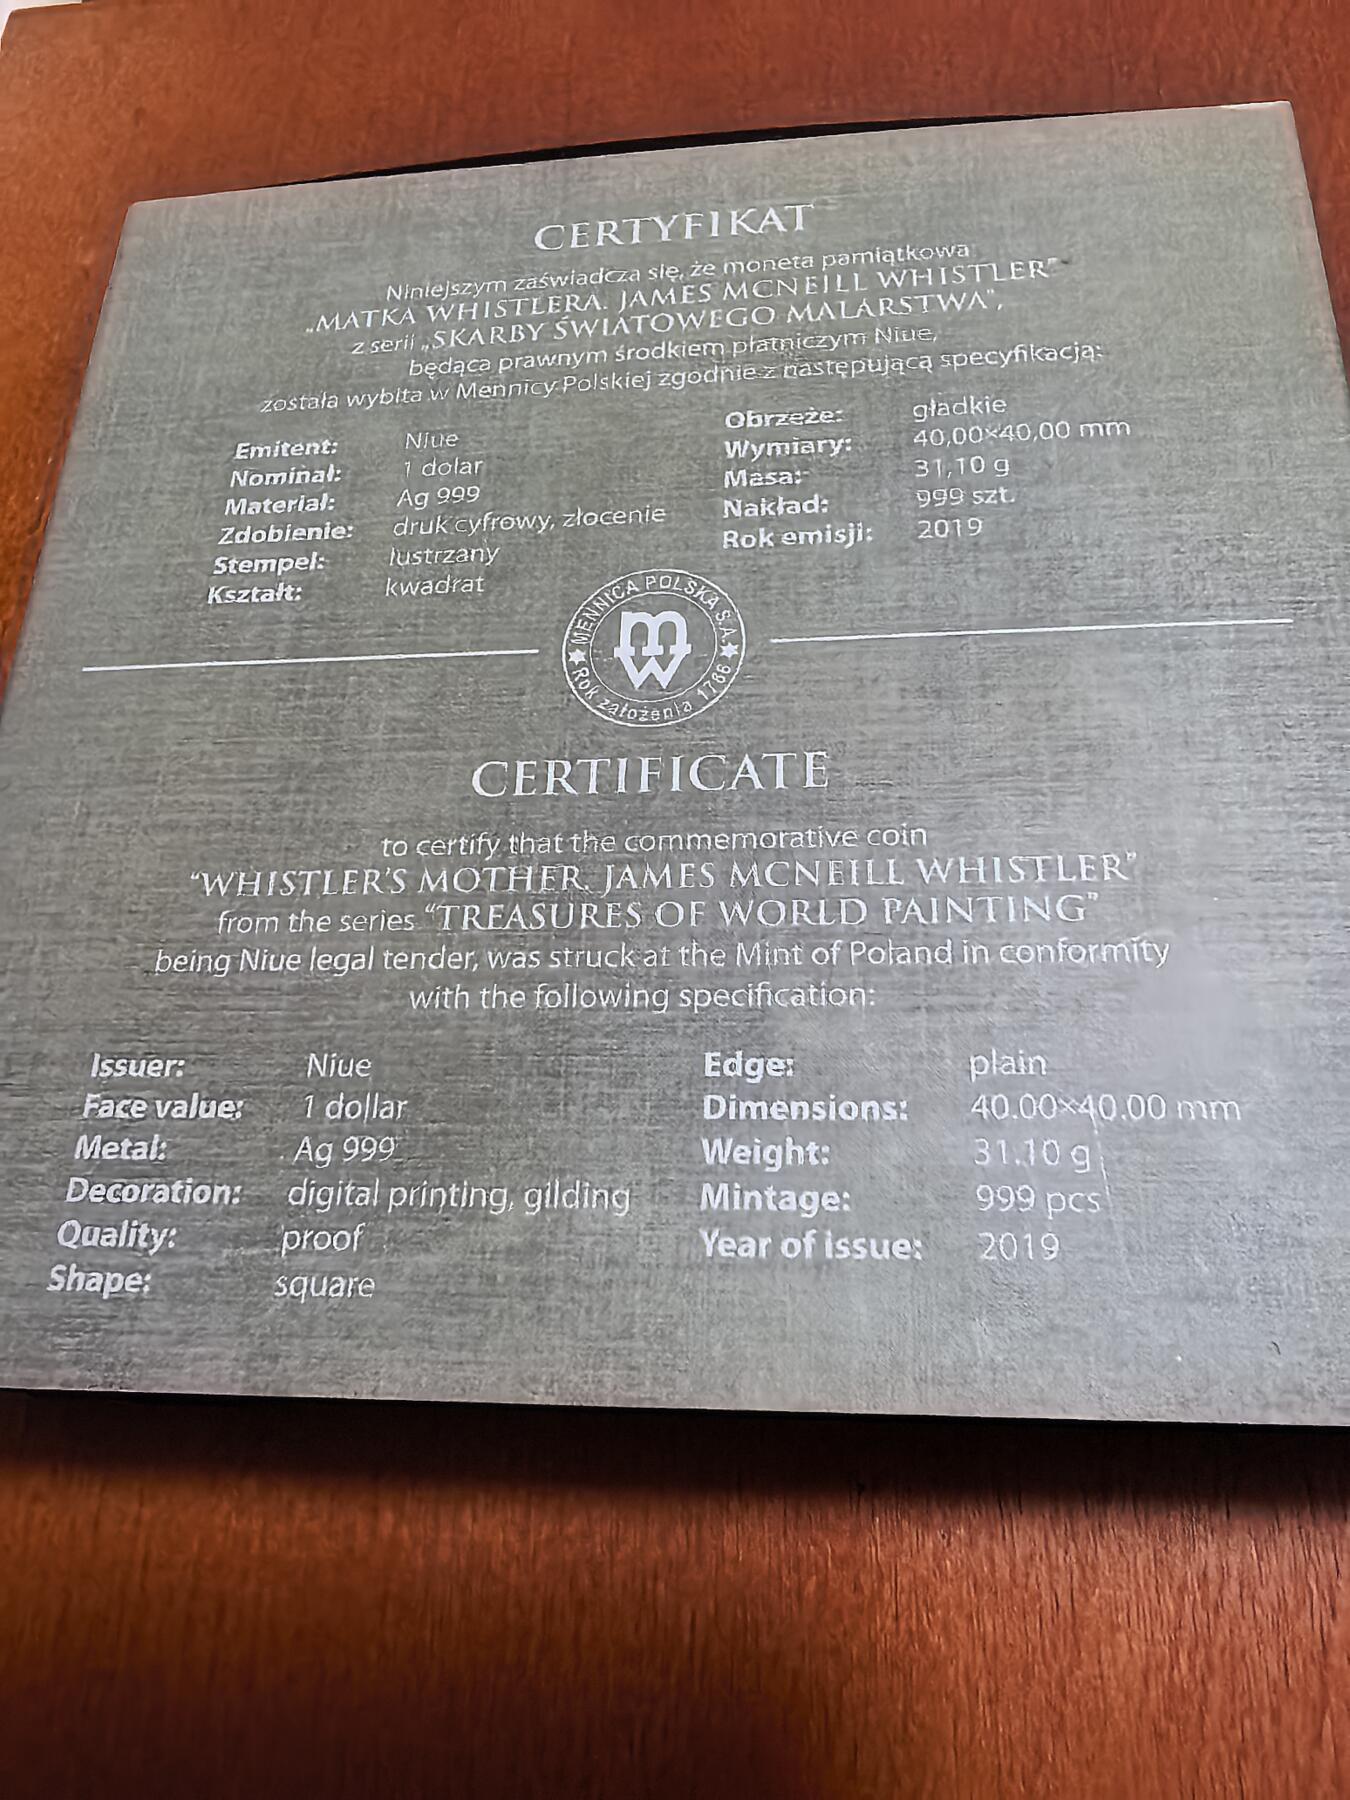 CERTYFIKAT
Niniejszym zaświadcza się, że moneta pamiątkowa
„MATKA WHISTLERA. JAMES MCNEILL WHISTLER”
z serii „SKARBY ŚWIATOWEGO MALARSTWA”,
będąca prawnym środkiem płatniczym Niue,
została wybita w Mennicy Polskiej zgodnie z następującą specyfikacją:
Emitent: Niue
Nominał: 1 dolar
Materiał: Ag 999
Zdobienie: druk cyfrowy, złocenie
Stempel: lustrzany
Kształt: kwadrat
Obrzeże: gładkie
Wymiary: 40,00×40,00 mm
Masa: 31,10 g
Nakład: 999 szt.
Rok emisji: 2019
MENNICA POLSKA S.A.
mw
Rok założenia 1766
CERTIFICATE
to certify that the commemorative coin
“WHISTLER’S MOTHER. JAMES MCNEILL WHISTLER”
from the series “TREASURES OF WORLD PAINTING”
being Niue legal tender, was struck at the Mint of Poland in conformity
with the following specification:
Issuer: Niue
Face value: 1 dollar
Metal: Ag 999
Decoration: digital printing, gilding
Quality: proof
Shape: square
Edge: plain
Dimensions: 40.00×40.00 mm
Weight: 31.10 g
Mintage: 999 pcs
Year of issue: 2019